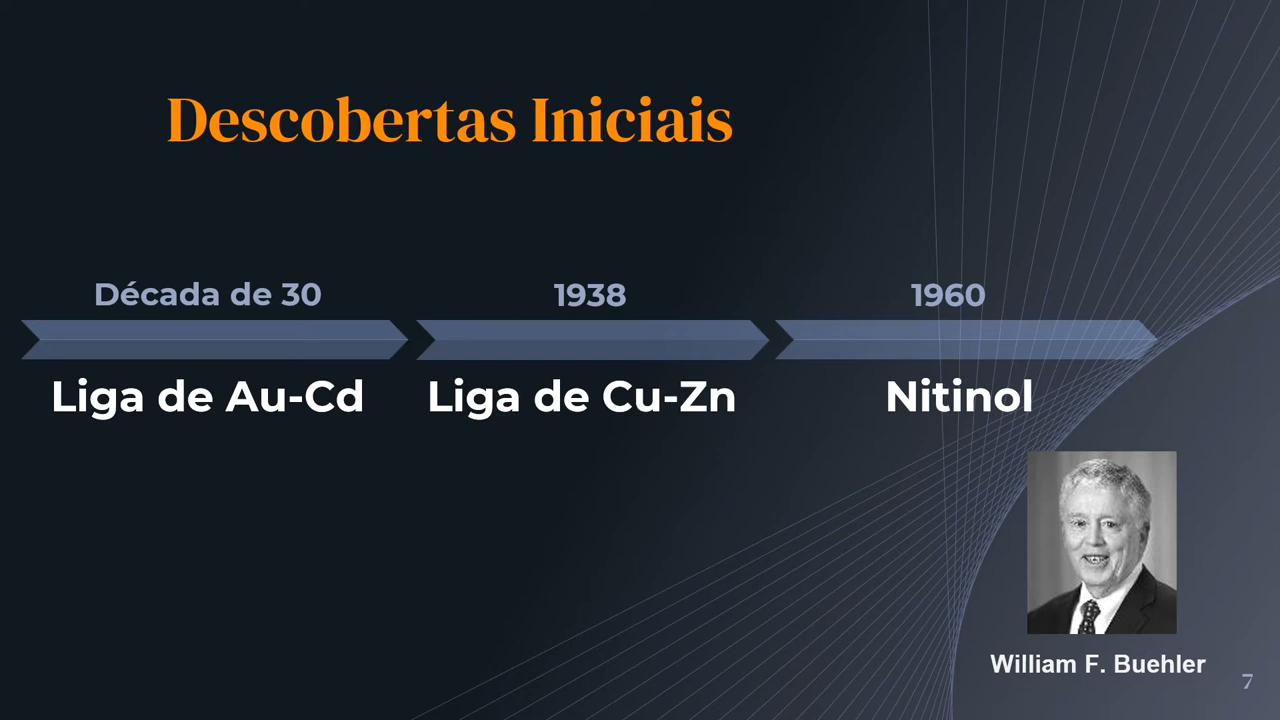 Descobertas Iniciais
Década de 30
1938
1960
Liga de Au-Cd
Liga de Cu-Zn
Nitinol
William F. Buehler
7